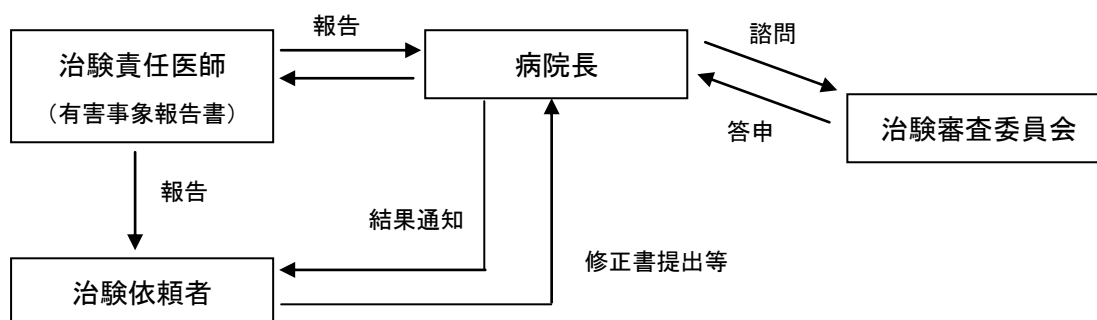 報告
諮問
治験責任医師
(有害事象報告書)
病院長
治験審査委員会
答申
報告
結果通知
修正書提出等
治験依頼者